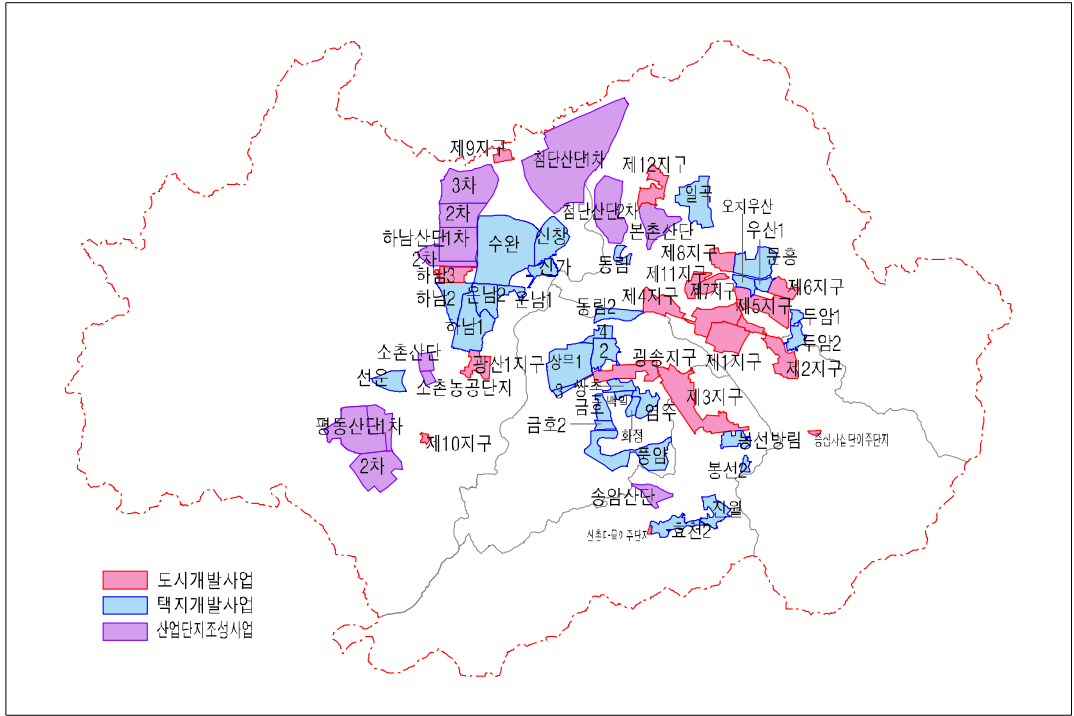 제9지구
첨단산단1차
제12지구
3차
일곡
2차
첨단산단2차
오지우산
하남산단1차
본촌산단
우산1
수완
신창
2차
제8지구
문흥
동림
신가
하남3
제11지구
하남2
운남2
운남1
제4지구
제7지구
제6지구
동림2
제5지구
두암1
하남1
4
2
두암2
소촌산단
상무1
광송지구
제1지구
광산1지구
제2지구
선운
소촌농공단지
3
쌍촌
금호
백일
염주
제3지구
평동산단1차
금호2
화정
제10지구
봉선방림
2차
풍암
봉선2
송암산단
진월
효천2
도시개발사업
택지개발사업
산업단지조성사업